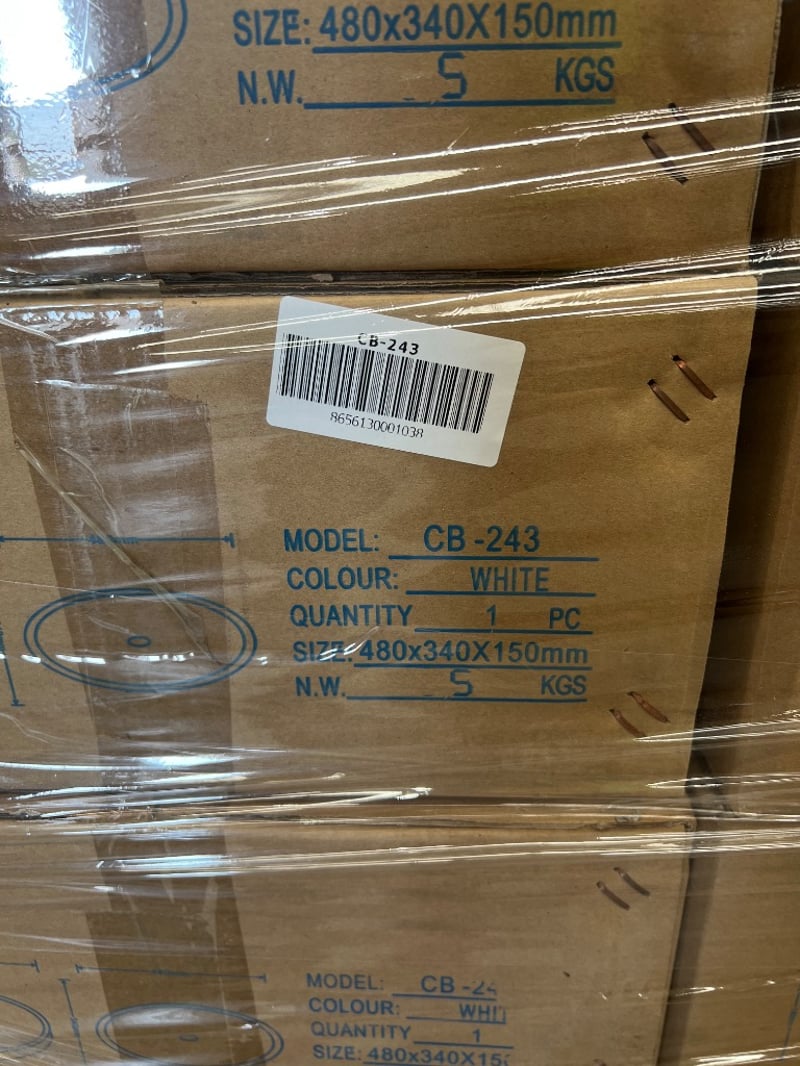 SIZE: 480x340X150mm
N.W. 5 KGS
CB-243
8656130001038
MODEL: CB-243
COLOUR: WHITE
QUANTITY 1 PC
SIZE: 480x340X150mm
N.W. 5 KGS
MODEL: CB-24
COLOUR: WHIT
QUANTITY 1
SIZE: 480x340X15